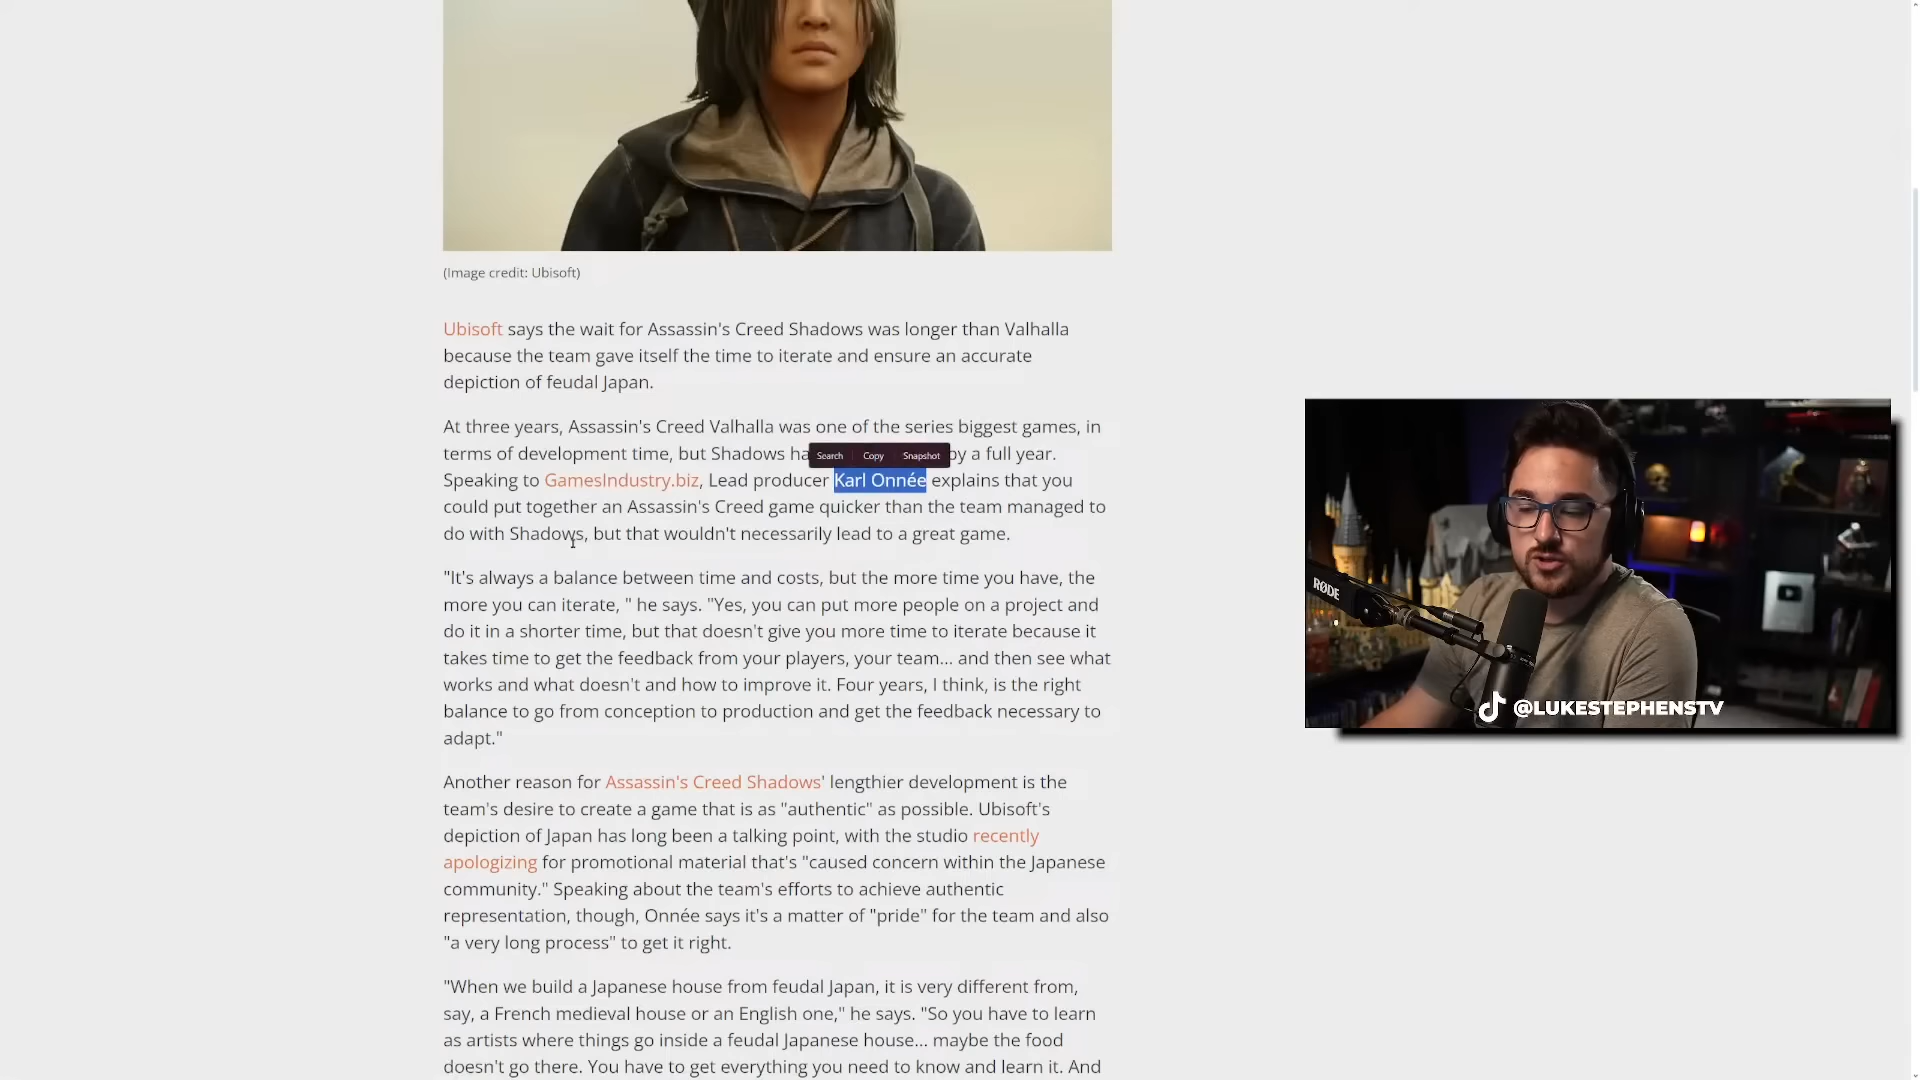 (Image credit: Ubisoft)
Ubisoft says the wait for Assassin's Creed Shadows was longer than Valhalla
because the team gave itself the time to iterate and ensure an accurate
depiction of feudal Japan.
At three years, Assassin's Creed Valhalla was one of the series biggest games, in
terms of development time, but Shadows ha
Search Copy Snapshot
by a full year.
Speaking to GamesIndustry.biz, Lead producer Karl Onnée explains that you
could put together an Assassin's Creed game quicker than the team managed to
do with Shadows, but that wouldn't necessarily lead to a great game.
"It's always a balance between time and costs, but the more time you have, the
more you can iterate, " he says. "Yes, you can put more people on a project and
do it in a shorter time, but that doesn't give you more time to iterate because it
takes time to get the feedback from your players, your team... and then see what
works and what doesn't and how to improve it. Four years, I think, is the right
balance to go from conception to production and get the feedback necessary to
adapt."
Another reason for Assassin's Creed Shadows' lengthier development is the
team's desire to create a game that is as "authentic" as possible. Ubisoft's
depiction of Japan has long been a talking point, with the studio recently
apologizing for promotional material that's "caused concern within the Japanese
community." Speaking about the team's efforts to achieve authentic
representation, though, Onnée says it's a matter of "pride" for the team and also
"a very long process" to get it right.
"When we build a Japanese house from feudal Japan, it is very different from,
say, a French medieval house or an English one," he says. "So you have to learn
as artists where things go inside a feudal Japanese house... maybe the food
doesn't go there. You have to get everything you need to know and learn it. And
RØDE
@LUKESTEPHENSTV